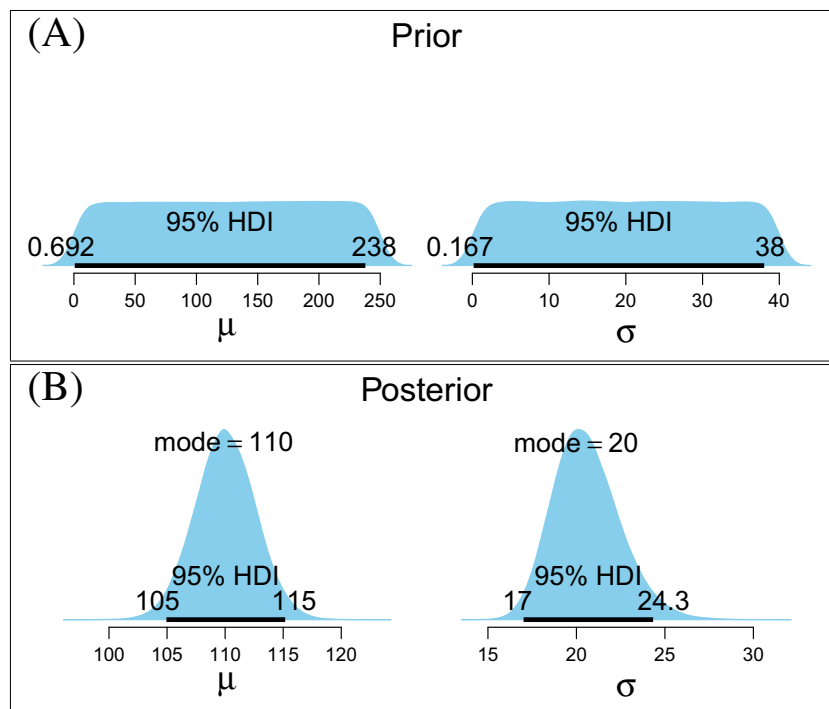 (A) Prior
95% HDI 95% HDI
0.692 238 0.167 38
0 50 100 150 200 250 0 10 20 30 40
μ σ
(B) Posterior
mode = 110 mode = 20
95% HDI 95% HDI
105 115 17 24.3
100 105 110 115 120 15 20 25 30
μ σ